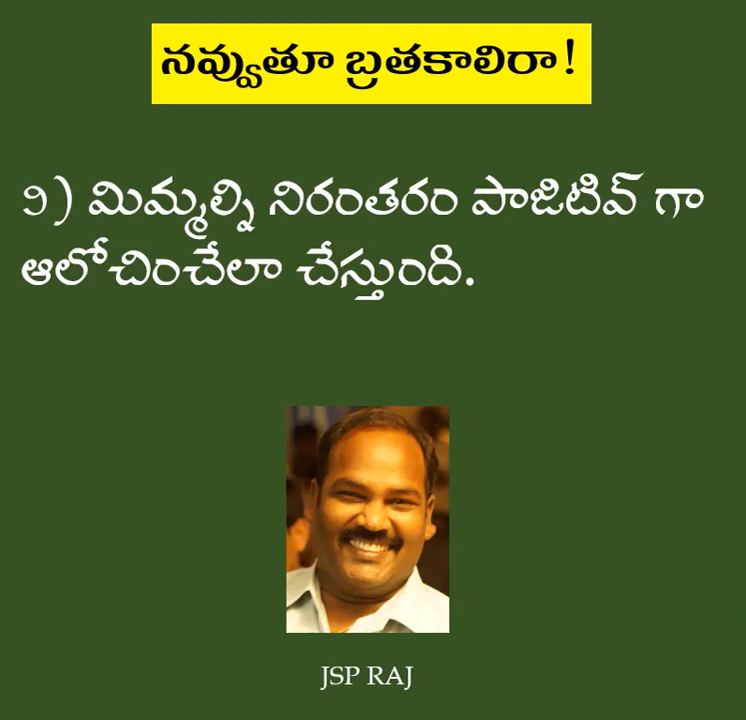 నవ్వుతూ బ్రతకాలిరా!
౨) మిమ్మల్ని నిరంతరం పాజిటివ్ గా
ఆలోచించేలా చేస్తుంది.
JSP RAJ